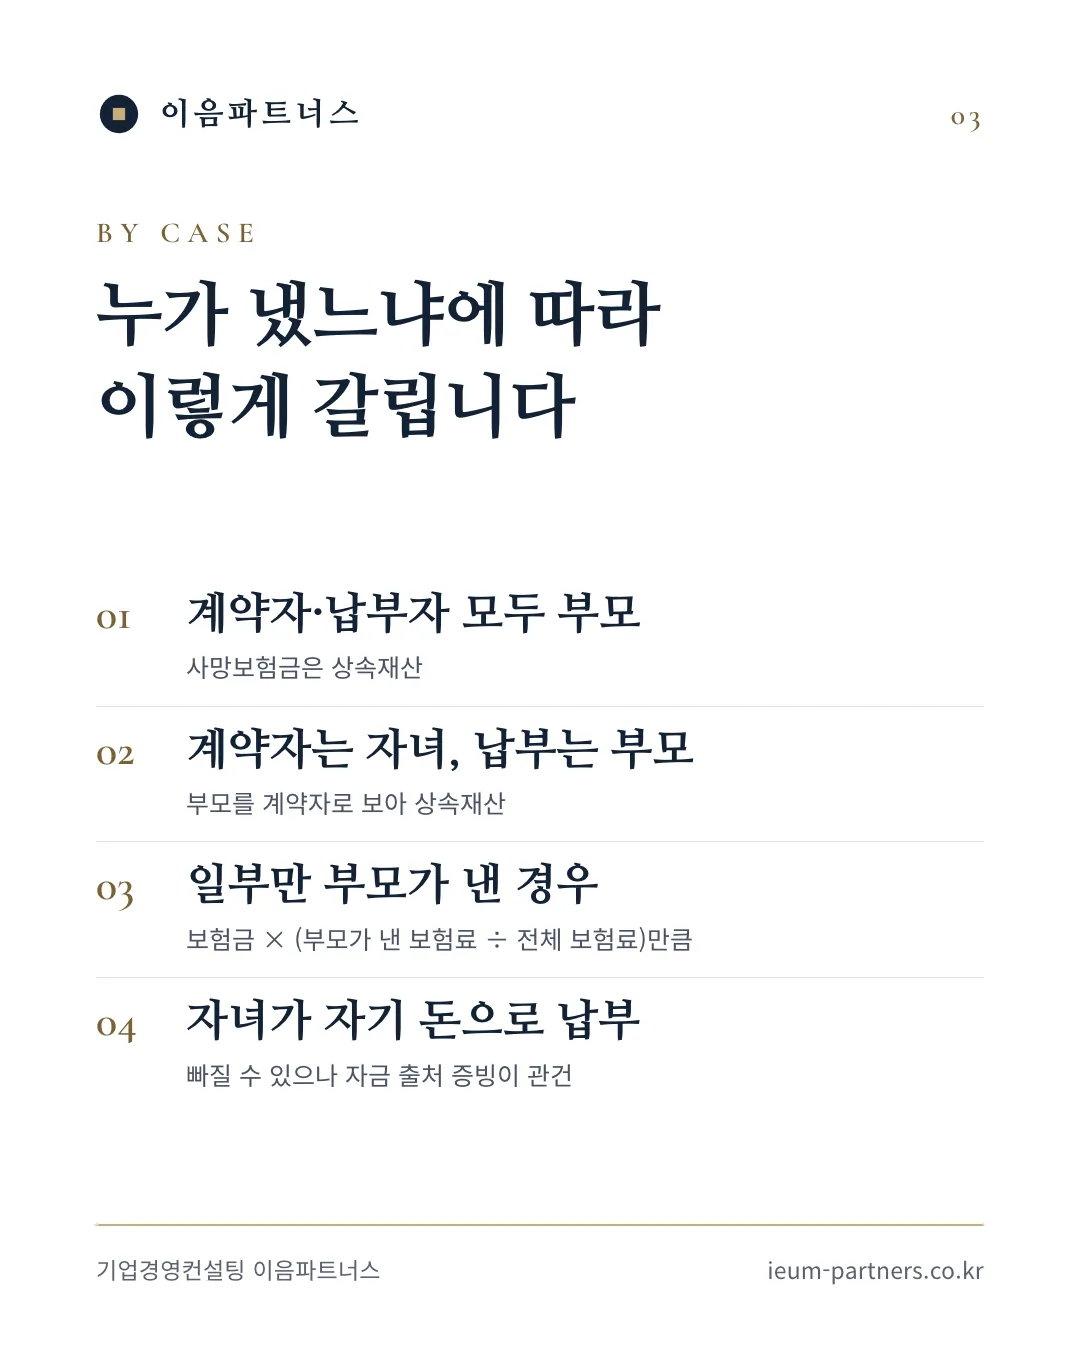 이음파트너스
03
BY CASE
누가 냈느냐에 따라
이렇게 갈립니다
01 계약자·납부자 모두 부모
사망보험금은 상속재산
02 계약자는 자녀, 납부는 부모
부모를 계약자로 보아 상속재산
03 일부만 부모가 낸 경우
보험금 × (부모가 낸 보험료 ÷ 전체 보험료)만큼
04 자녀가 자기 돈으로 납부
빠질 수 있으나 자금 출처 증빙이 관건
기업경영컨설팅 이음파트너스
ieum-partners.co.kr